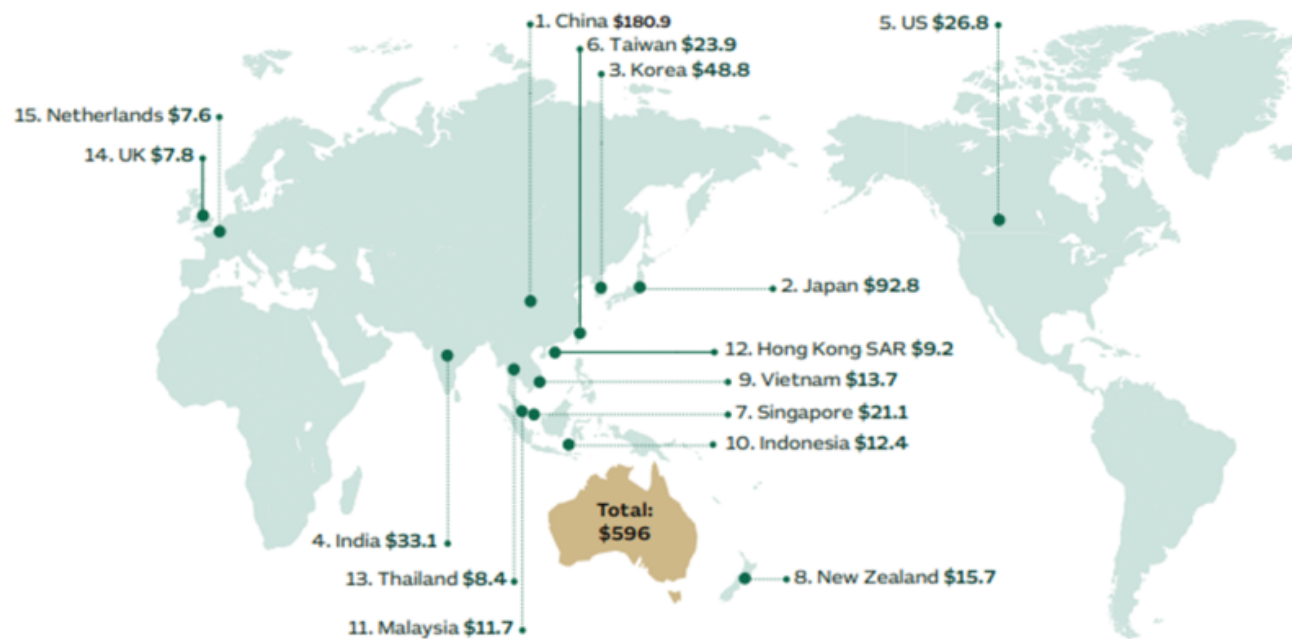 1. China $180.9
5. US $26.8
6. Taiwan $23.9
3. Korea $48.8
15. Netherlands $7.6
14. UK $7.8
2. Japan $92.8
12. Hong Kong SAR $9.2
9. Vietnam $13.7
7. Singapore $21.1
10. Indonesia $12.4
Total:
$596
4. India $33.1
13. Thailand $8.4
8. New Zealand $15.7
11. Malaysia $11.7